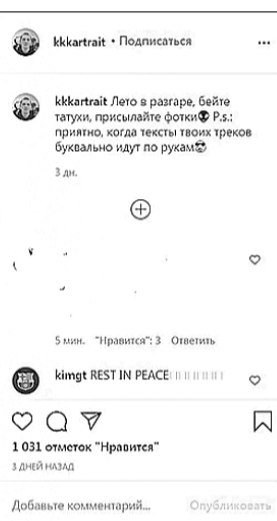 kkkartrait • Подписаться
kkkartrait Лето в разгаре, бейте
татухи, присылайте фотки👽 P.s.:
приятно, когда тексты твоих треков
буквально идут по рукам😎
3 дн.
5 мин. "Нравится": 3 Ответить
kimgt REST IN PEACE
1 031 отметок "Нравится"
3 ДНЕЙ НАЗАД
Добавьте комментарий... Опубликовать